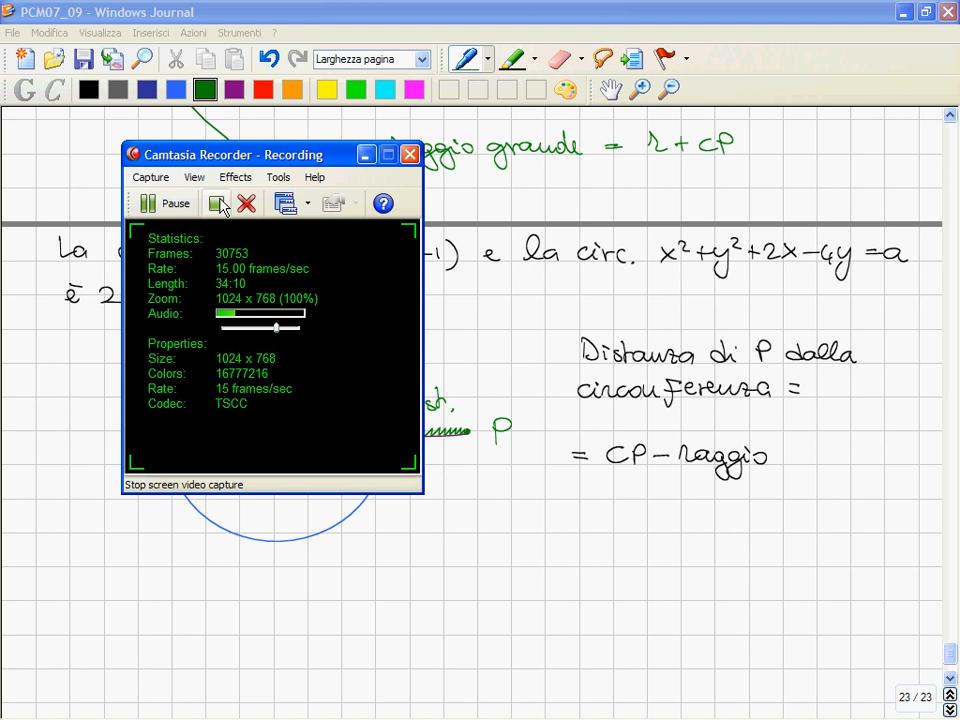 PCM07_09 - Windows Journal
File Modifica Visualizza Inserisci Azioni Strumenti ?
Larghezza pagina
G C
raggio grande = r + CP
Camtasia Recorder - Recording
Capture View Effects Tools Help
Pause
Statistics:
Frames: 30753
Rate: 15.00 frames/sec
Length: 34:10
Zoom: 1024 x 768 (100%)
Audio:
Properties:
Size: 1024 x 768
Colors: 16777216
Rate: 15 frames/sec
Codec: TSCC
Stop screen video capture
La -1) e la circ. x²+y²+2x-4y=a
è 2
Distanza di P dalla
circonferenza =
= CP - raggio
P
23 / 23